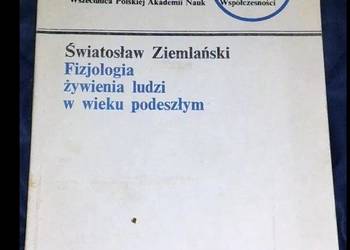 Wszechnica Polskiej Akademii Nauk
Współczesności
Światosław Ziemlański
Fizjologia
żywienia ludzi
w wieku podeszłym